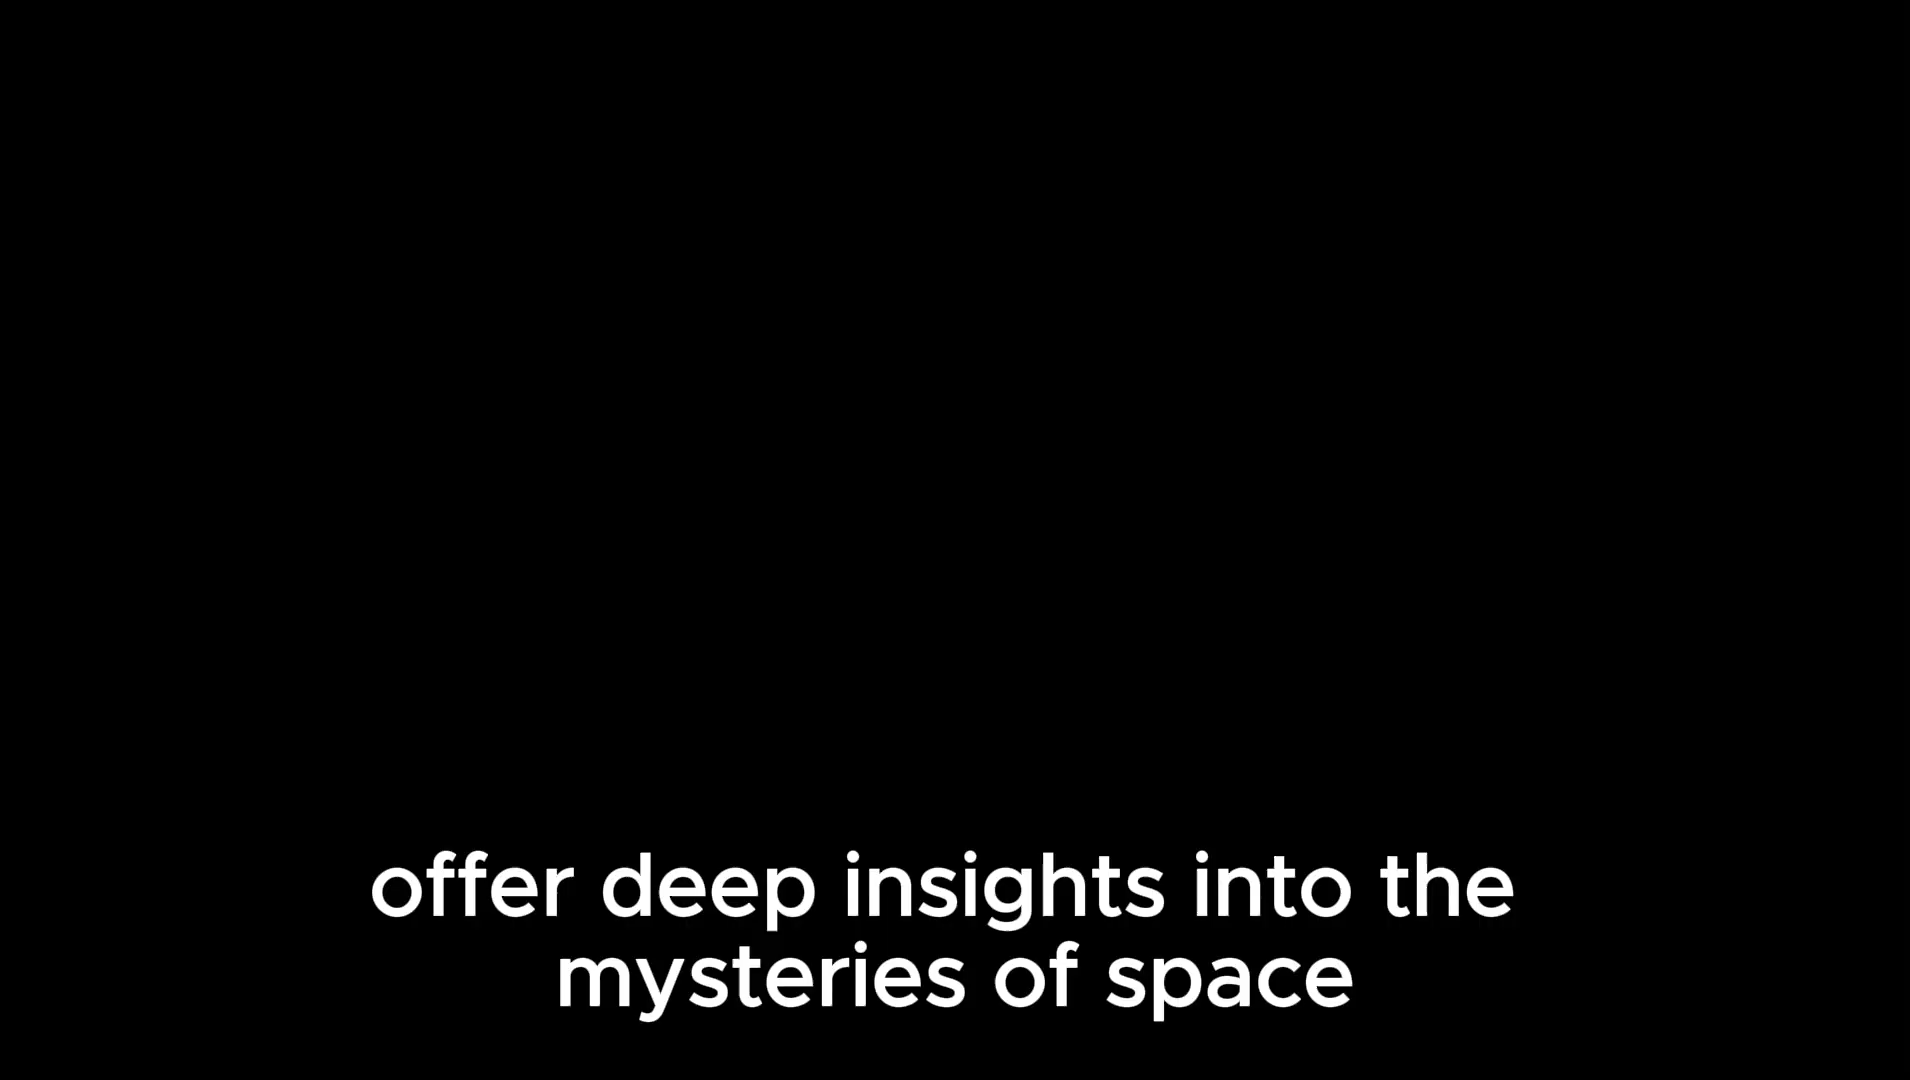 offer deep insights into the
mysteries of space